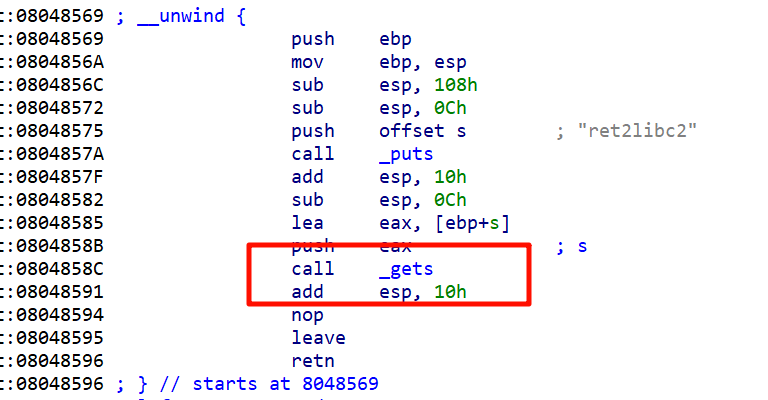 :08048569 ; __unwind {
:08048569 push ebp
:0804856A mov ebp, esp
:0804856C sub esp, 108h
:08048572 sub esp, 0Ch
:08048575 push offset s ; "ret2libc2"
:0804857A call _puts
:0804857F add esp, 10h
:08048582 sub esp, 0Ch
:08048585 lea eax, [ebp+s]
:0804858B push eax ; s
:0804858C call _gets
:08048591 add esp, 10h
:08048594 nop
:08048595 leave
:08048596 retn
:08048596 ; } // starts at 8048569